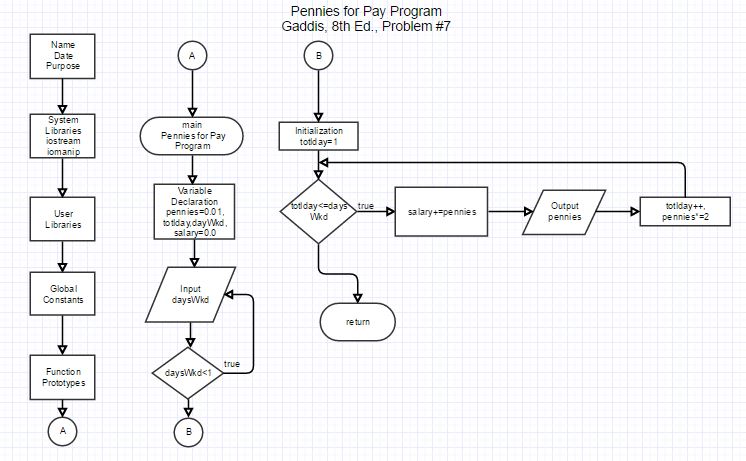 Pennies for Pay Program
Gaddis, 8th Ed., Problem #7
Name
Date
Purpose
System
Libraries
iostream
iomanip
User
Libraries
Global
Constants
Function
Prototypes
A
A
main
Pennies for Pay
Program
Variable
Declaration
pennies=0.01,
totlday,dayWkd,
salary=0.0
Input
daysWkd
daysWkd<1
true
B
B
Initialization
totlday=1
totlday<=days
Wkd
true
salary+=pennies
Output
pennies
totlday++,
pennies*=2
return